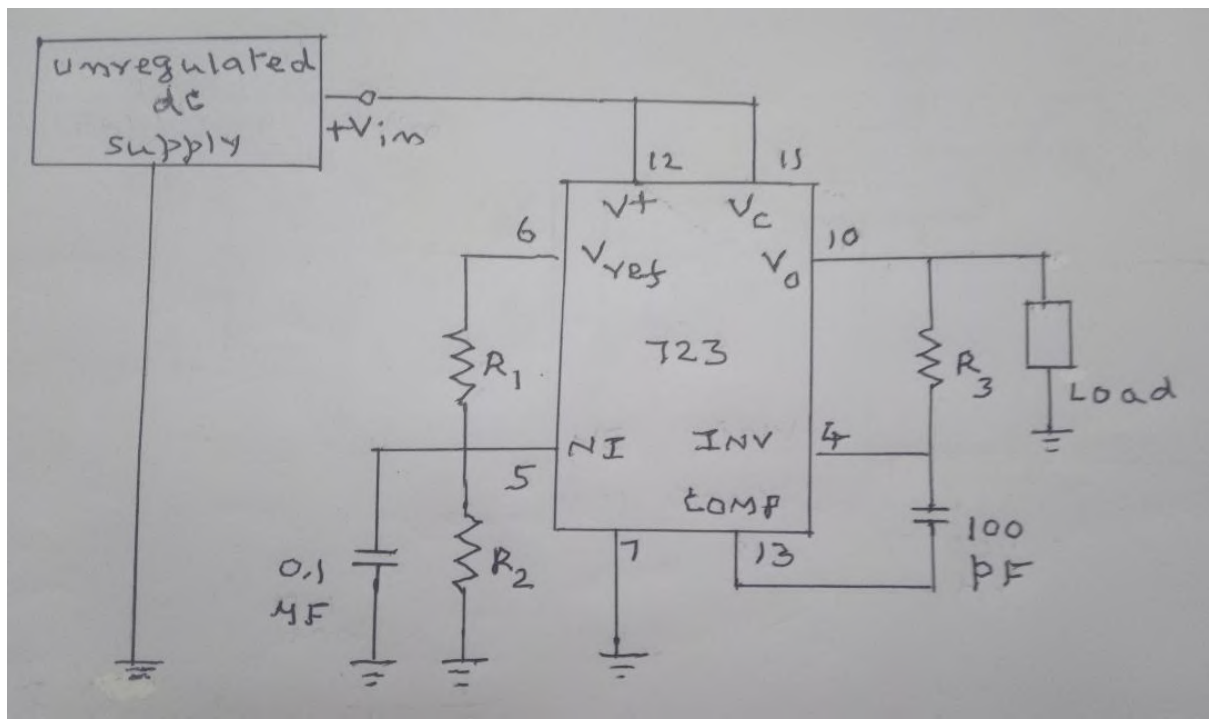 unregulated
dc
supply
+Vin
12
11
V+
Vc
6
10
Vref
Vo
R1
723
R3
Load
NI
INV
4
5
COMP
7
13
100
PF
0.1
μF
R2